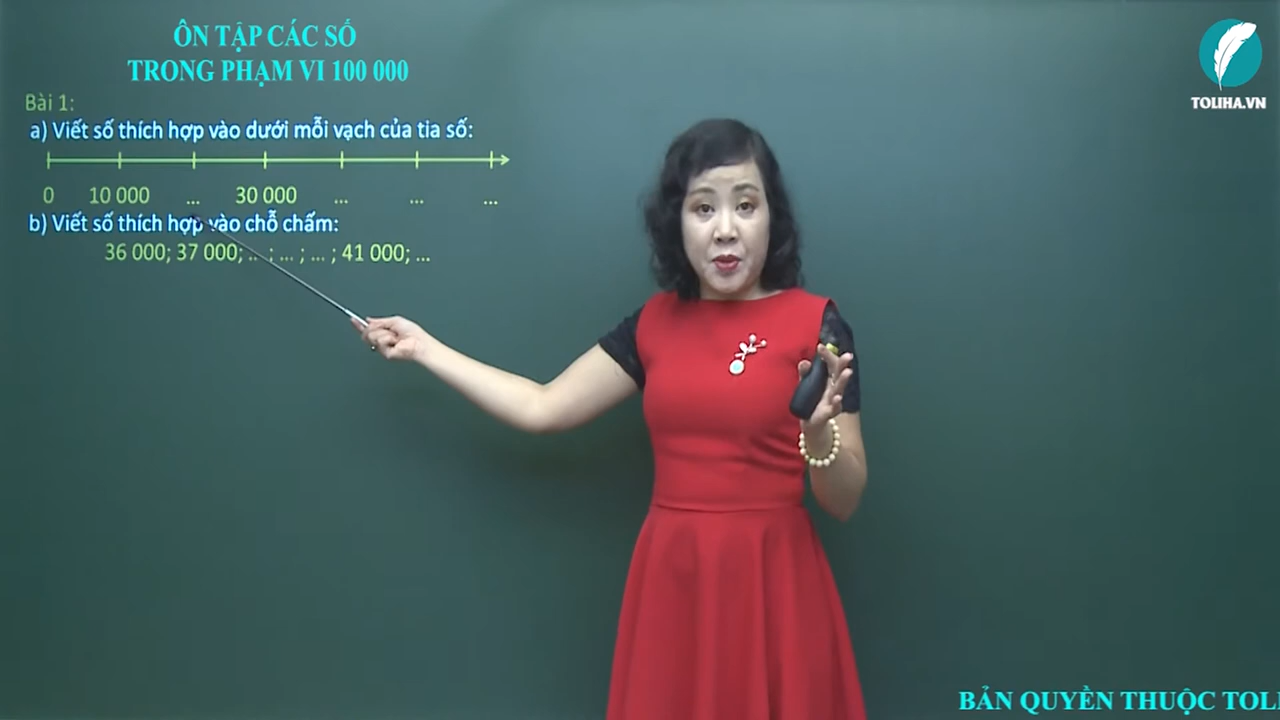 ÔN TẬP CÁC SỐ
TRONG PHẠM VI 100 000
TOLIHA.VN
Bài 1:
a) Viết số thích hợp vào dưới mỗi vạch của tia số:
0 10 000 ... 30 000 ... ... ...
b) Viết số thích hợp vào chỗ chấm:
36 000; 37 000; ... ; ... ; ... ; 41 000; ...
BẢN QUYỀN THUỘC